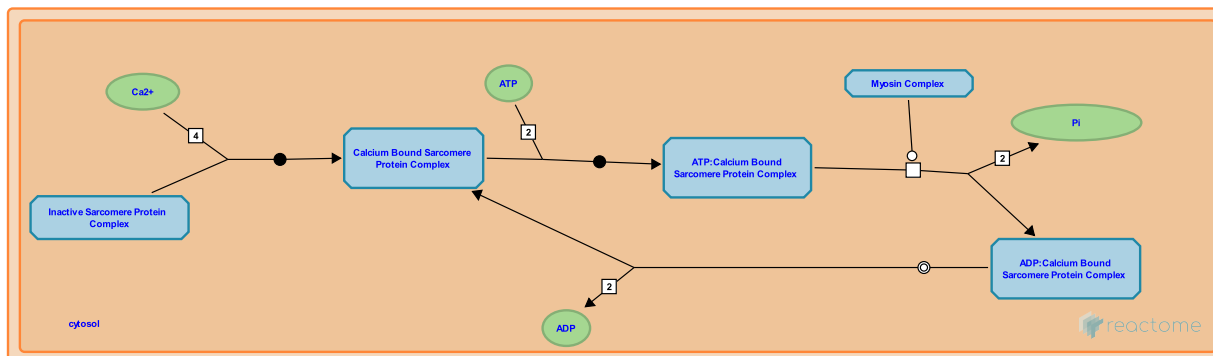 Ca2+
4
Inactive Sarcomere Protein
Complex
Calcium Bound Sarcomere
Protein Complex
ATP
2
ATP:Calcium Bound
Sarcomere Protein Complex
Myosin Complex
Pi
2
ADP:Calcium Bound
Sarcomere Protein Complex
2
ADP
cytosol
reactome